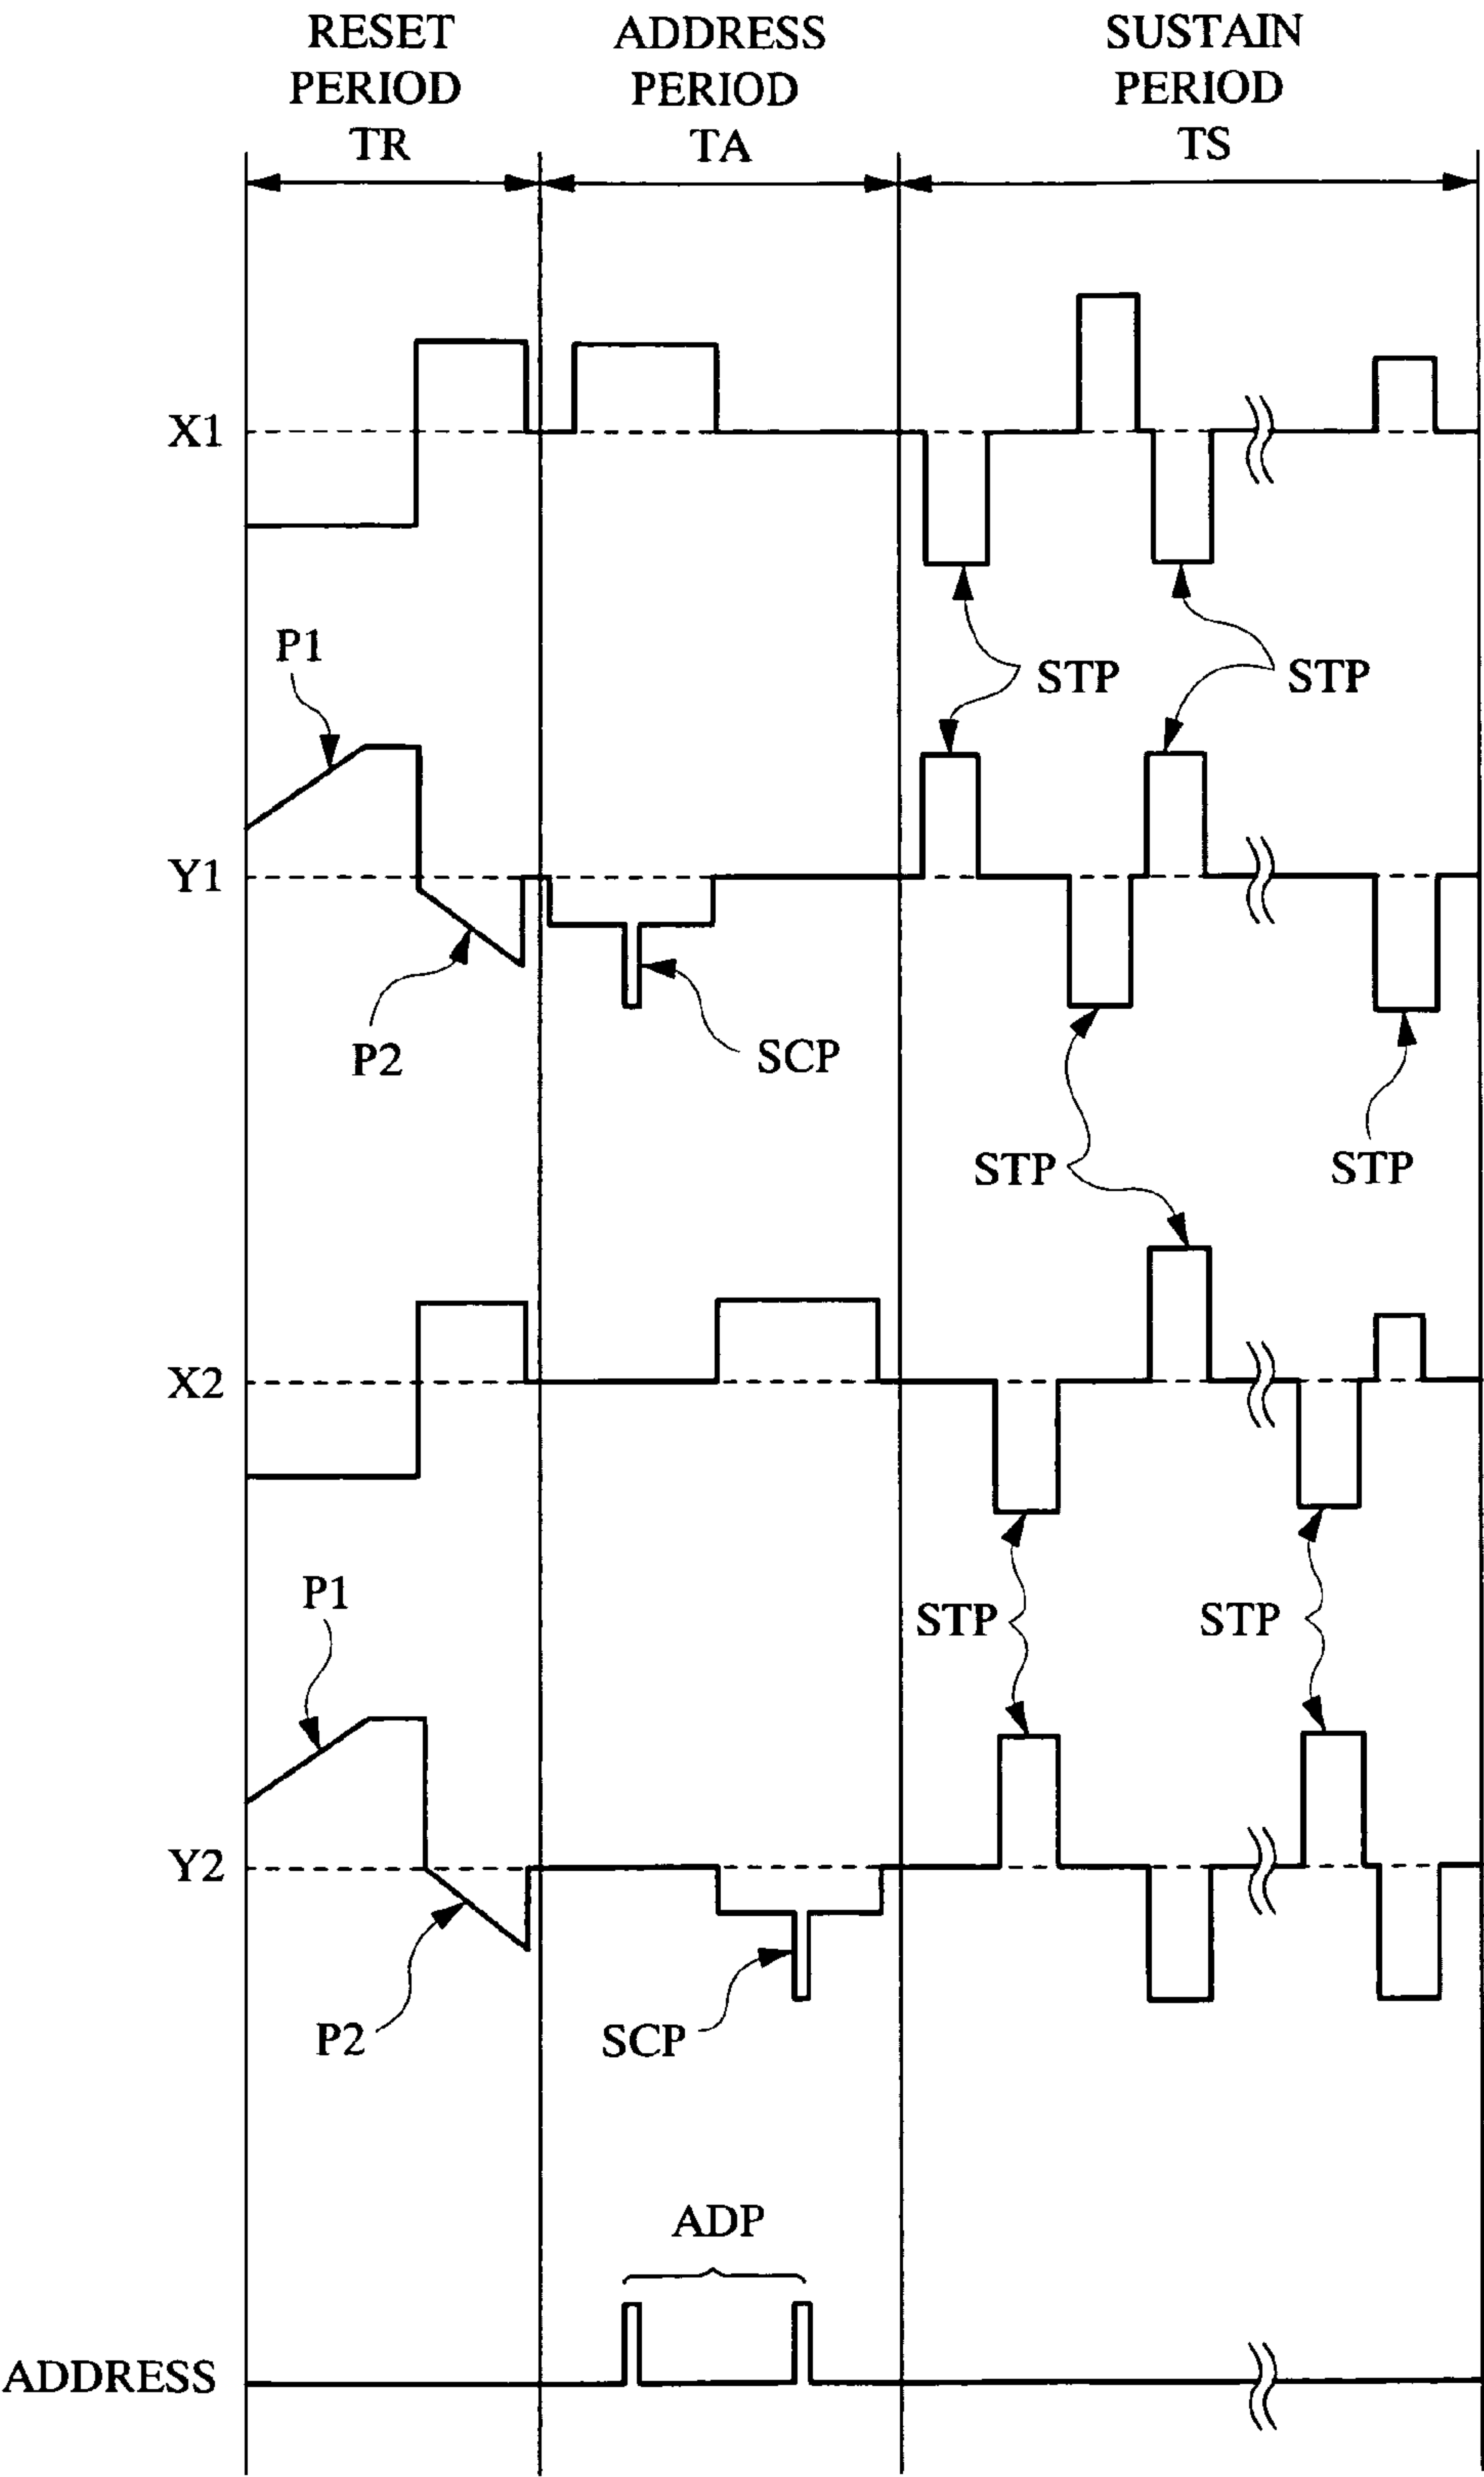 RESET
PERIOD
TR
ADDRESS
PERIOD
TA
SUSTAIN
PERIOD
TS
X1
P1
STP
STP
Y1
P2
SCP
STP
STP
X2
P1
STP
STP
Y2
P2
SCP
ADP
ADDRESS